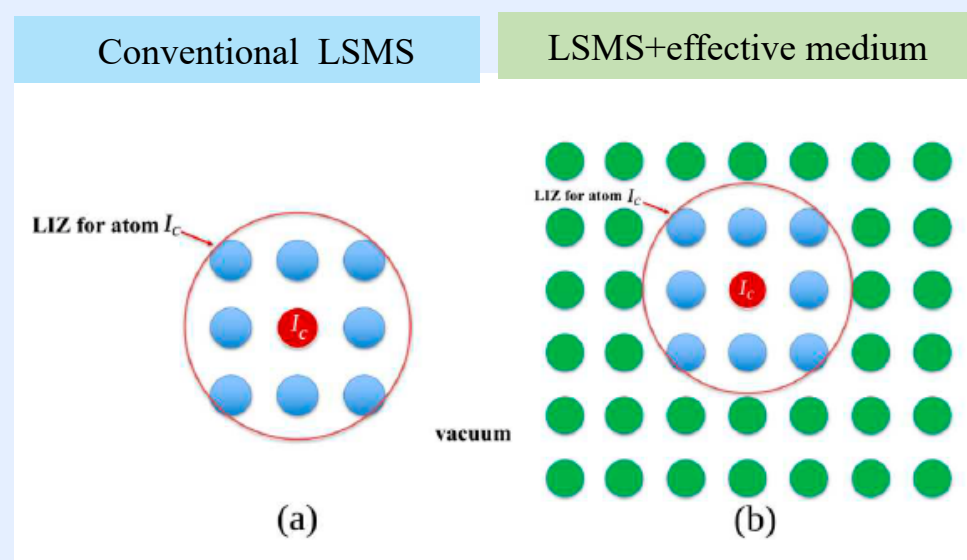 Conventional LSMS
LSMS+effective medium
LIZ for atom I_c
I_c
vacuum
(a)
LIZ for atom I_c
I_c
(b)